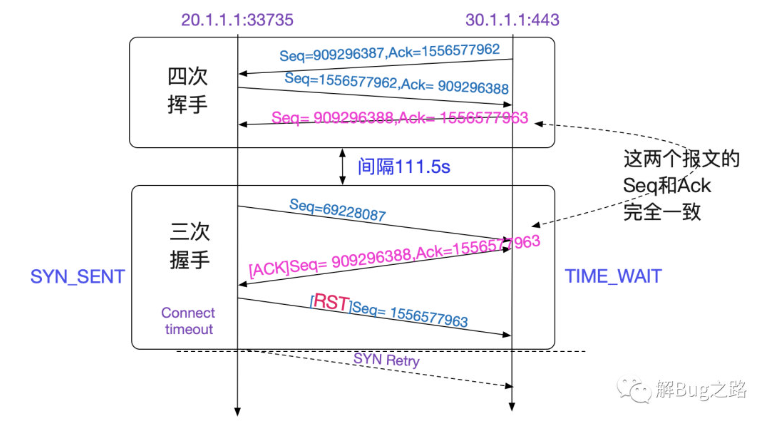 20.1.1.1:33735
30.1.1.1:443
四次
挥手
Seq=909296387,Ack=1556577962
Seq=1556577962,Ack= 909296388
Seq= 909296388,Ack= 1556577963
间隔111.5s
这两个报文的
Seq和Ack
完全一致
三次
握手
Seq=69228087
[ACK]Seq= 909296388,Ack=1556577963
SYN_SENT
TIME_WAIT
[RST]Seq= 1556577963
Connect
timeout
SYN Retry
解Bug之路